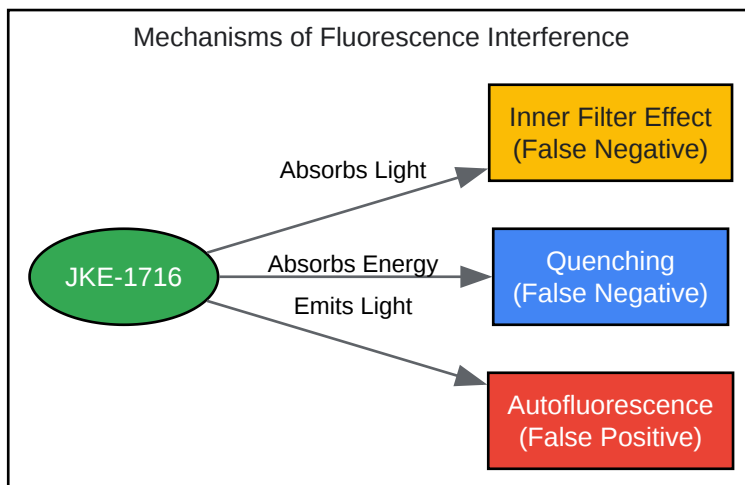 Mechanisms of Fluorescence Interference
Inner Filter Effect
(False Negative)
Absorbs Light
JKE-1716
Absorbs Energy
Quenching
(False Negative)
Emits Light
Autofluorescence
(False Positive)